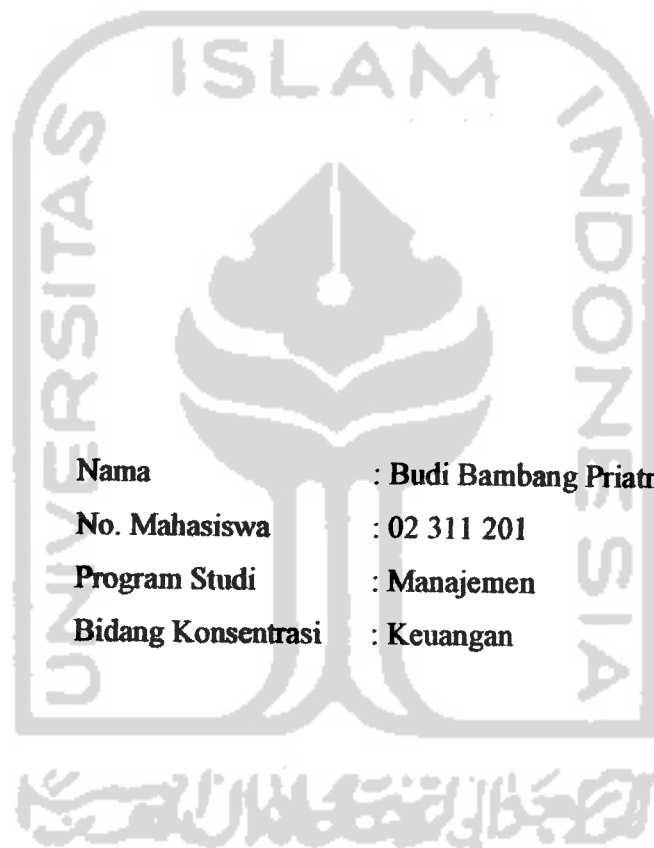 ISLAM
UNIVERSITAS
INDONESIA
Nama : Budi Bambang
No. Mahasiswa : 02 311 201
Program Studi : Manajemen
Bidang Konsentrasi : Keuangan